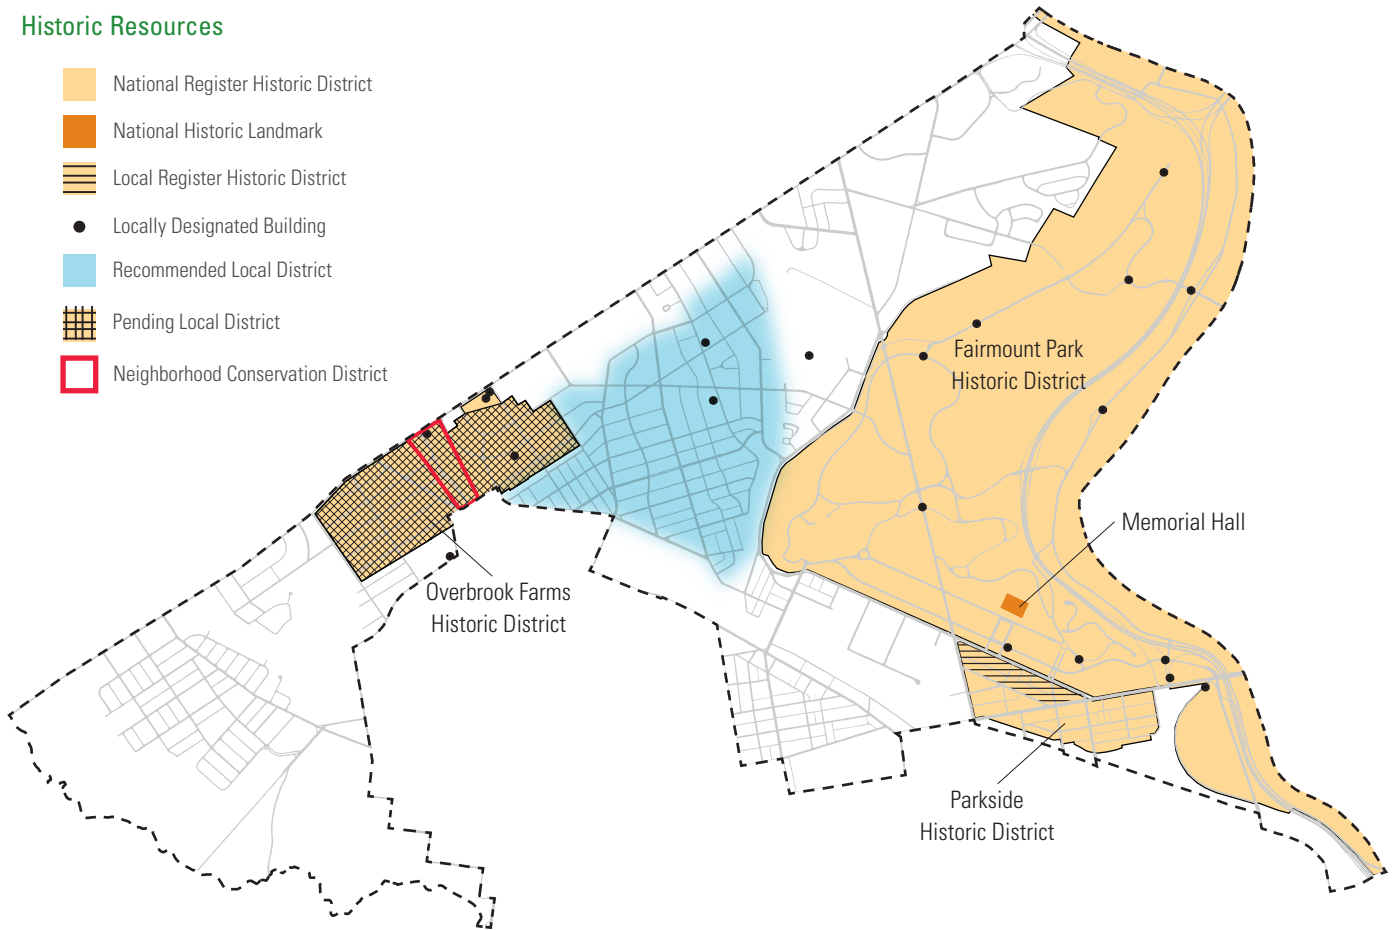 Historic Resources
National Register Historic District
National Historic Landmark
Local Register Historic District
Locally Designated Building
Recommended Local District
Pending Local District
Neighborhood Conservation District
Fairmount Park
Historic District
Memorial Hall
Overbrook Farms
Historic District
Parkside
Historic District